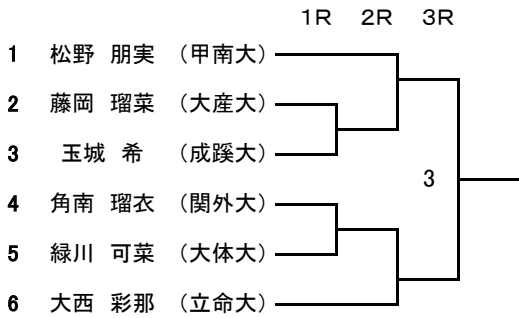 1R 2R 3R
1 松野 朋実 (甲南大)
2 藤岡 瑠菜 (大産大)
3 玉城 希 (成蹊大)
3
4 角南 瑠衣 (関外大)
5 緑川 可菜 (大体大)
6 大西 彩那 (立命大)